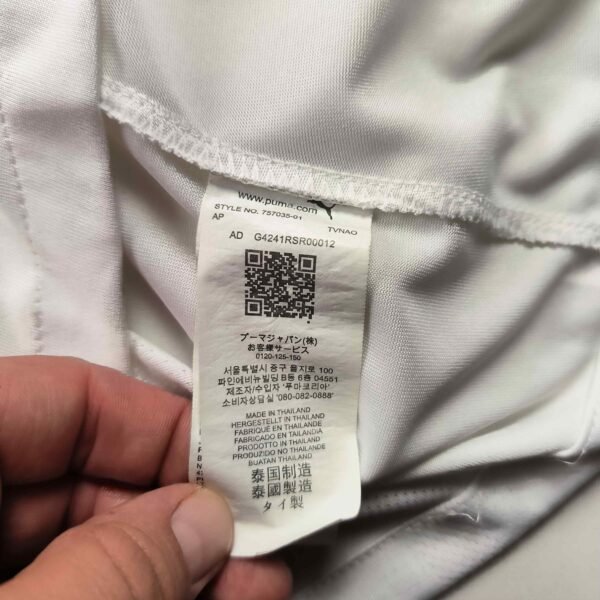 www.puma.com
STYLE NO. 757035-01
AP TVNAO
AD G4241RSR00012
プーマジャパン(株)
お客様サービス
0120-125-150
서울특별시 중구 을지로 100
파인에비뉴빌딩 B동 6층 04551
제조자/수입자 '푸마코리아'
소비자상담실 '080-082-0888'
MADE IN THAILAND
HERGESTELLT IN THAILAND
FABRIQUÉ EN THAILANDE
FABRICADO EN TAILANDIA
PRODOTTO IN THAILAND
PRODUZIDO NA TAILANDE
BUATAN THAILAND
泰国制造
泰國製造
タイ製